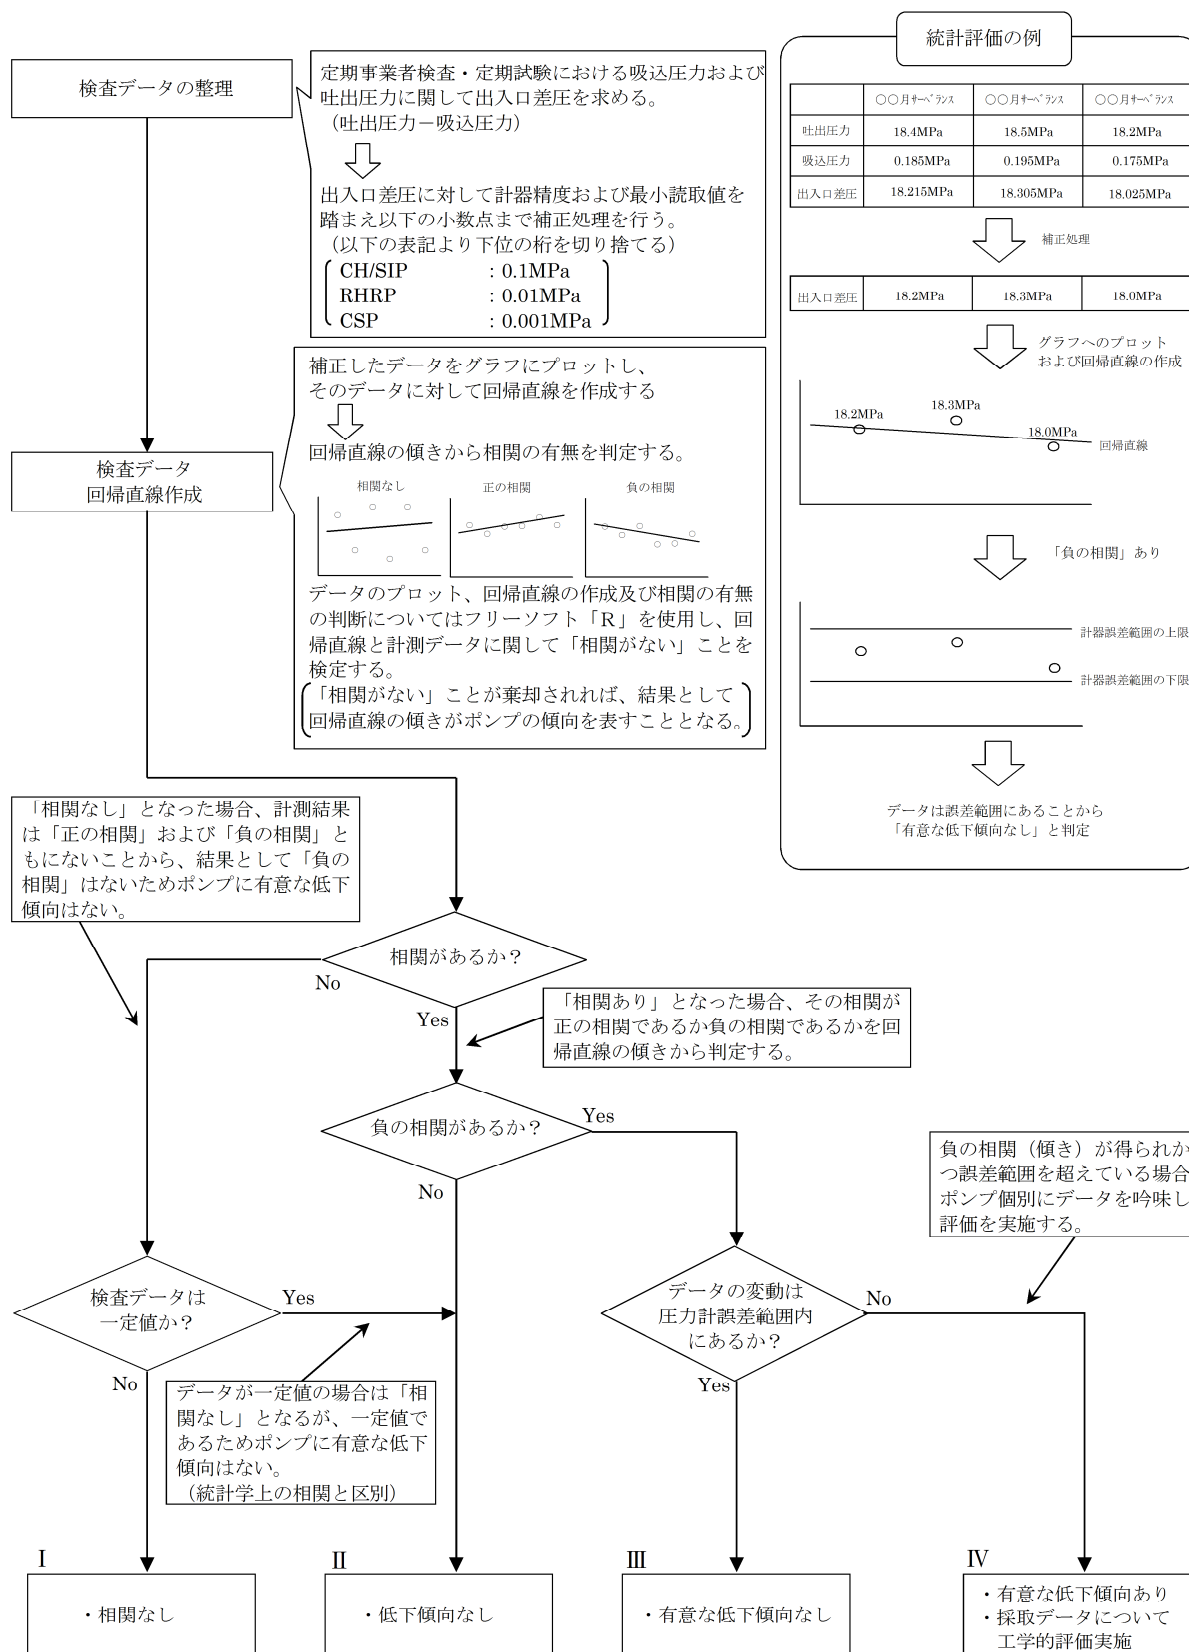 検査データの整理
定期事業者検査・定期試験における吸込圧力および
吐出圧力に関して出入口差圧を求める。
（吐出圧力－吸込圧力）
出入口差圧に対して計器精度および最小読取値を
踏まえ以下の小数点まで補正処理を行う。
（以下の表記より下位の桁を切り捨てる）
CH/SIP : 0.1MPa
RHRP : 0.01MPa
CSP : 0.001MPa
検査データ
回帰直線作成
補正したデータをグラフにプロットし、
そのデータに対して回帰直線を作成する
回帰直線の傾きから相関の有無を判定する。
相関なし 正の相関 負の相関
データのプロット、回帰直線の作成及び相関の有無
の判断についてはフリーソフト「R」を使用し、回
帰直線と計測データに関して「相関がない」ことを
検定する。
「相関がない」ことが棄却されれば、結果として
回帰直線の傾きがポンプの傾向を表すこととなる。
統計評価の例
○○月ｻｰﾍﾞﾗﾝｽ ○○月ｻｰﾍﾞﾗﾝｽ ○○月ｻｰﾍﾞﾗﾝｽ
吐出圧力 18.4MPa 18.5MPa 18.2MPa
吸込圧力 0.185MPa 0.195MPa 0.175MPa
出入口差圧 18.215MPa 18.305MPa 18.025MPa
補正処理
出入口差圧 18.2MPa 18.3MPa 18.0MPa
グラフへのプロット
および回帰直線の作成
18.2MPa 18.3MPa 18.0MPa
回帰直線
「負の相関」あり
計器誤差範囲の上限
計器誤差範囲の下限
データは誤差範囲にあることから
「有意な低下傾向なし」と判定
「相関なし」となった場合、計測結果
は「正の相関」および「負の相関」と
もにないことから、結果として「負の
相関」はないためポンプに有意な低下
傾向はない。
相関があるか？
No
Yes
「相関あり」となった場合、その相関が
正の相関であるか負の相関であるかを回
帰直線の傾きから判定する。
負の相関があるか？
Yes
No
負の相関（傾き）が得られか
つ誤差範囲を超えている場合
ポンプ個別にデータを吟味し
評価を実施する。
検査データは
一定値か？
Yes
No
データの変動は
圧力計誤差範囲内
にあるか？
No
Yes
データが一定値の場合は「相
関なし」となるが、一定値で
あるためポンプに有意な低下
傾向はない。
（統計学上の相関と区別）
Ⅰ
・相関なし
Ⅱ
・低下傾向なし
Ⅲ
・有意な低下傾向なし
Ⅳ
・有意な低下傾向あり
・採取データについて
工学的評価実施